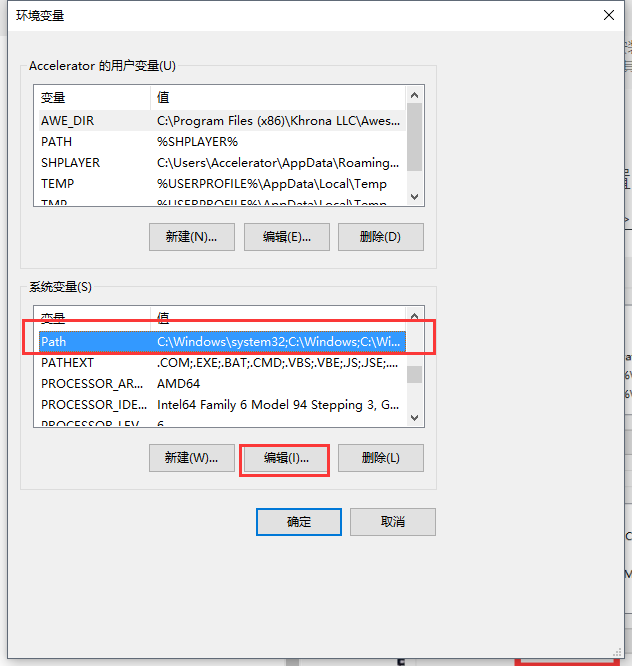 环境变量
Accelerator 的用户变量(U)
变量 值
AWE_DIR C:\Program Files (x86)\Khrona LLC\Awes...
PATH %SHPLAYER%
SHPLAYER C:\Users\Accelerator\AppData\Roaming...
TEMP %USERPROFILE%\AppData\Local\Temp
TMP %USERPROFILE%\AppData\Local\Temp
新建(N)... 编辑(E)... 删除(D)
系统变量(S)
变量 值
Path C:\Windows\system32;C:\Windows;C:\Wi...
PATHEXT .COM;.EXE;.BAT;.CMD;.VBS;.VBE;.JS;.JSE;....
PROCESSOR_AR... AMD64
PROCESSOR_IDE... Intel64 Family 6 Model 94 Stepping 3, G...
PROCESSOR_LEV... 6
新建(W)... 编辑(I)... 删除(L)
确定 取消